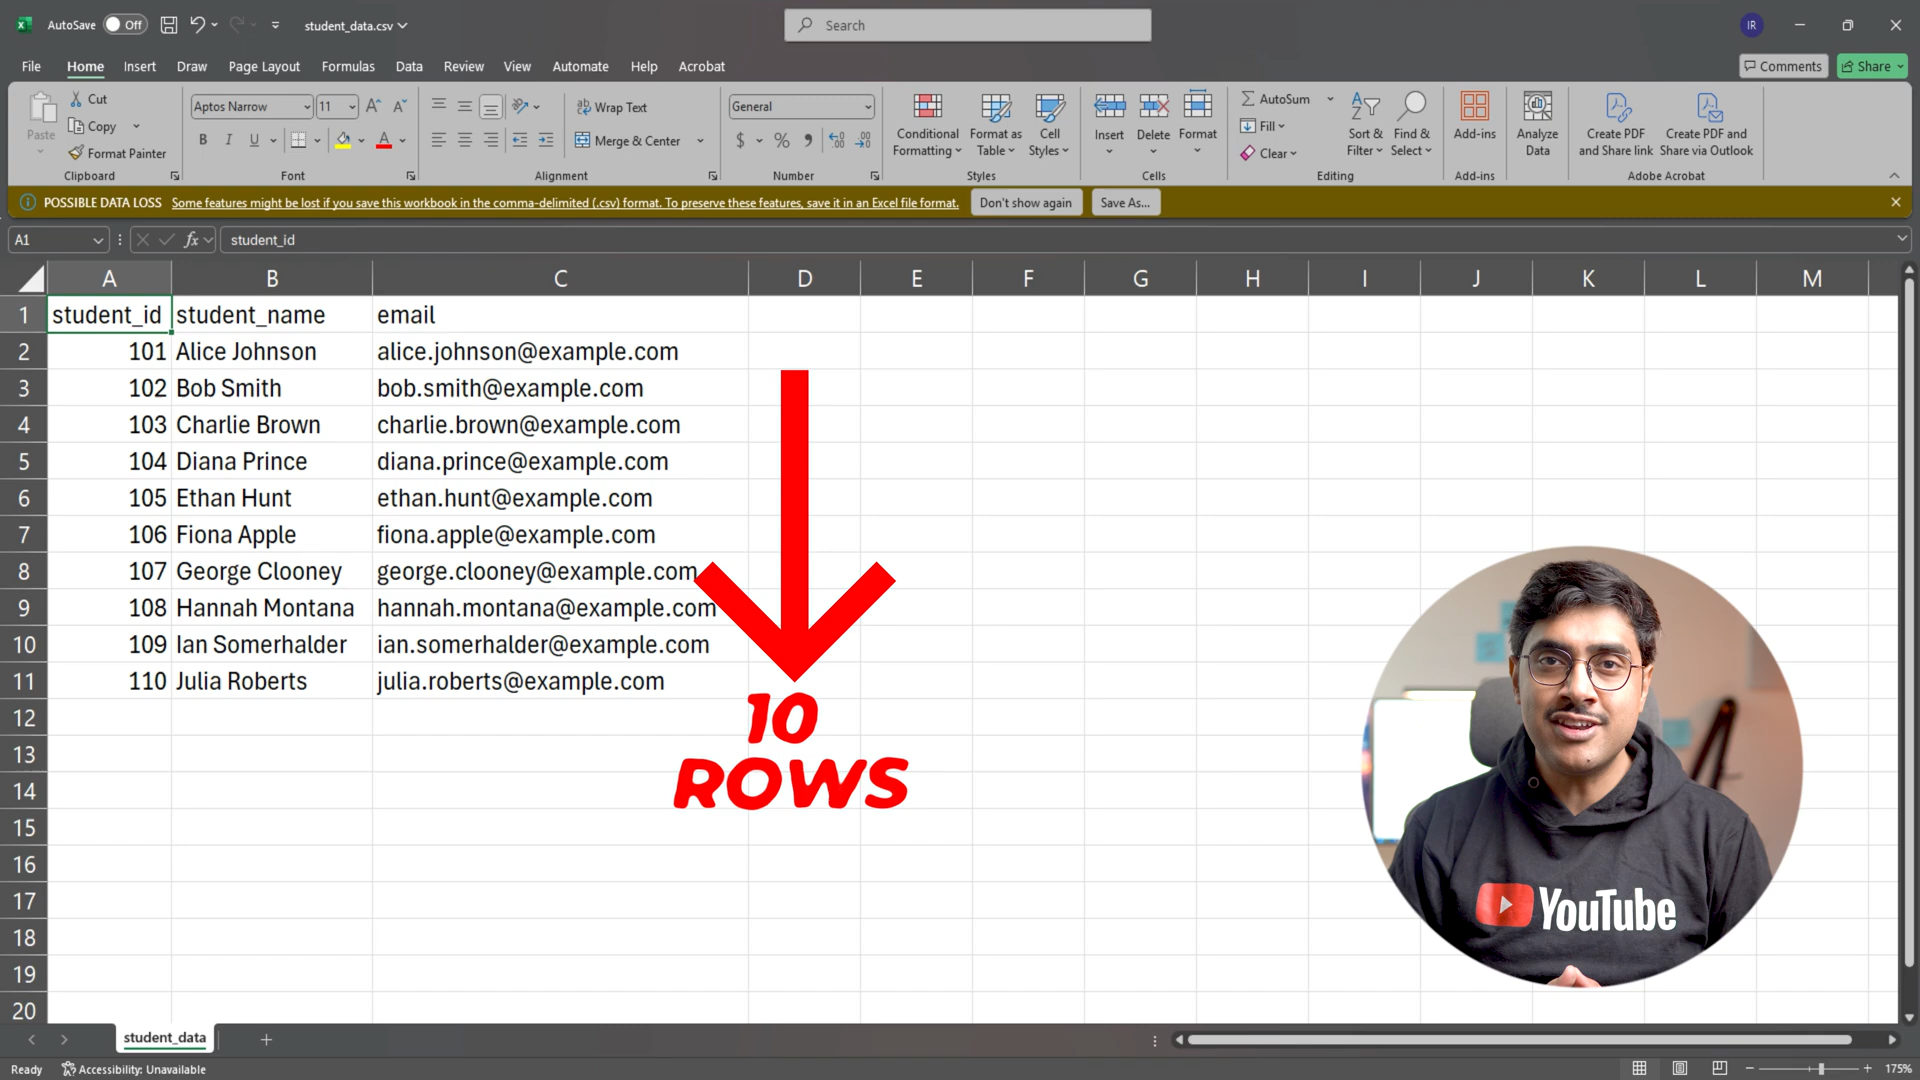 AutoSave Off student_data.csv Search IR
File Home Insert Draw Page Layout Formulas Data Review View Automate Help Acrobat Comments Share
Paste Cut Copy Format Painter Clipboard
Aptos Narrow 11 B I U A Font
Wrap Text Merge & Center Alignment
General $ % Number
Conditional Formatting Format as Table Cell Styles Styles
Insert Delete Format Cells
AutoSum Fill Clear Sort & Filter Find & Select Editing
Add-ins Add-ins
Analyze Data
Create PDF and Share link Create PDF and Share via Outlook Adobe Acrobat
POSSIBLE DATA LOSS Some features might be lost if you save this workbook in the comma-delimited (.csv) format. To preserve these features, save it in an Excel file format. Don't show again Save As...
A1 fx student_id
A B C D E F G H I J K L M
1 student_id student_name email
2 101 Alice Johnson alice.johnson@example.com
3 102 Bob Smith bob.smith@example.com
4 103 Charlie Brown charlie.brown@example.com
5 104 Diana Prince diana.prince@example.com
6 105 Ethan Hunt ethan.hunt@example.com
7 106 Fiona Apple fiona.apple@example.com
8 107 George Clooney george.clooney@example.com
9 108 Hannah Montana hannah.montana@example.com
10 109 Ian Somerhalder ian.somerhalder@example.com
11 110 Julia Roberts julia.roberts@example.com
12
13
14
15
16
17
18
19
20
10
ROWS
YouTube
student_data
Ready Accessibility: Unavailable 175%